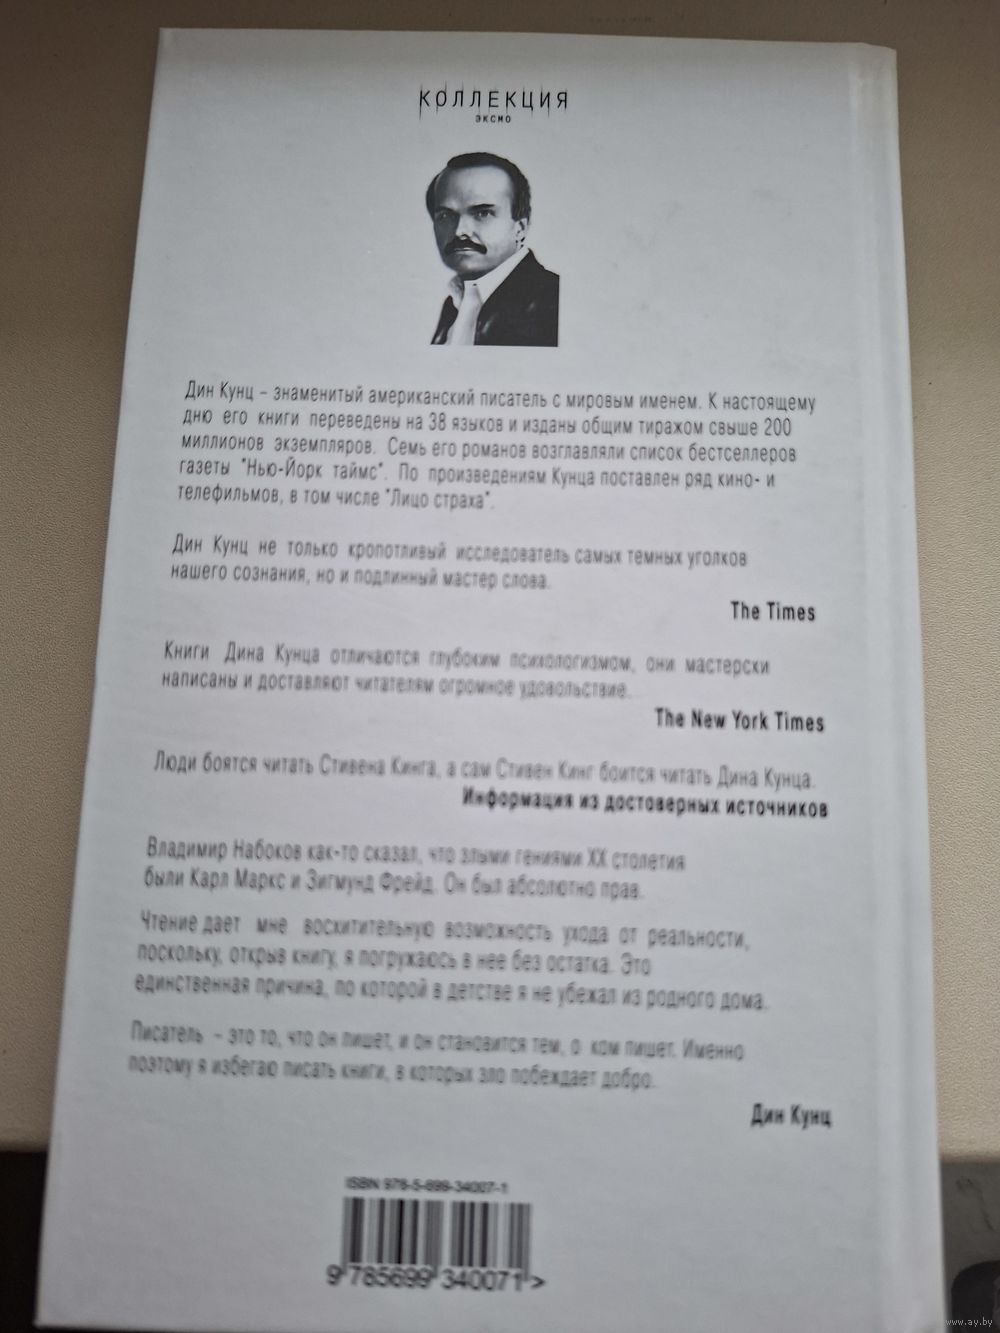 КОЛЛЕКЦИЯ
ЭКСМО
Дин Кунц – знаменитый американский писатель с мировым именем. К настоящему
дню его книги переведены на 38 языков и изданы общим тиражом свыше 200
миллионов экземпляров. Семь его романов возглавляли список бестселлеров
газеты "Нью-Йорк таймс". По произведениям Кунца поставлен ряд кино- и
телефильмов, в том числе "Лицо страха".
Дин Кунц не только кропотливый исследователь самых темных уголков
нашего сознания, но и подлинный мастер слова.
The Times
Книги Дина Кунца отличаются глубоким психологизмом, они мастерски
написаны и доставляют читателям огромное удовольствие.
The New York Times
Люди боятся читать Стивена Кинга, а сам Стивен Кинг боится читать Дина Кунца.
Информация из достоверных источников
Владимир Набоков как-то сказал, что злыми гениями XX столетия
были Карл Маркс и Зигмунд Фрейд. Он был абсолютно прав.
Чтение дает мне восхитительную возможность ухода от реальности,
поскольку, открыв книгу, я погружаюсь в нее без остатка. Это
единственная причина, по которой в детстве я не убежал из родного дома.
Писатель – это то, что он пишет, и он становится тем, о ком пишет. Именно
поэтому я избегаю писать книги, в которых зло побеждает добро.
Дин Кунц
ISBN 978-5-699-34007-1
9 785699 340071 >
www.ay.by